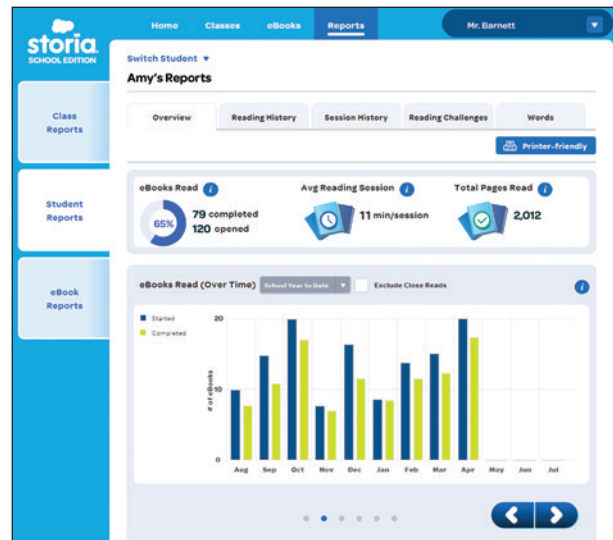 storia
SCHOOL EDITION
Home Classes eBooks Reports Mr. Barnett
Switch Student
Amy's Reports
Class Reports
Student Reports
eBook Reports
Overview Reading History Session History Reading Challenges Words
Printer-friendly
eBooks Read i Avg Reading Session i Total Pages Read i
65% 79 completed
120 opened
11 min/session
2,012
eBooks Read (Over Time) School Year to Date Exclude Close Reads i
Started
Completed
# of eBooks
20
10
0
Aug Sep Oct Nov Dec Jan Feb Mar Apr May Jun Jul